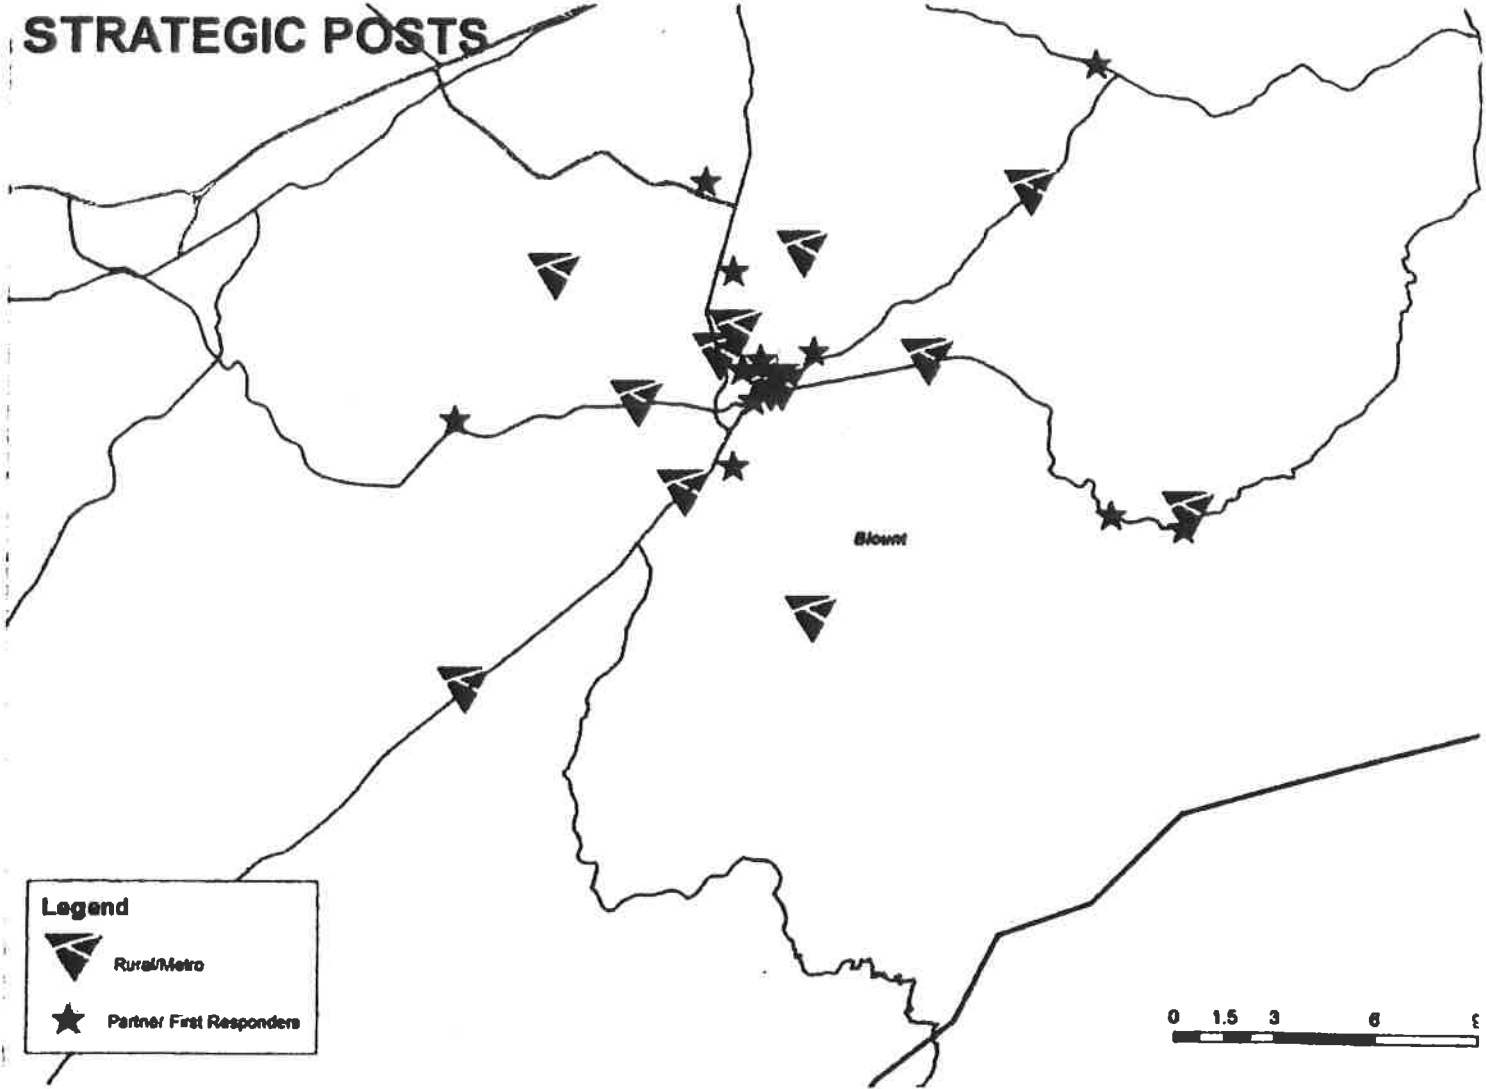 STRATEGIC POSTS
Blount
Legend
Rural/Metro
Partner First Responders
0 1.5 3 6